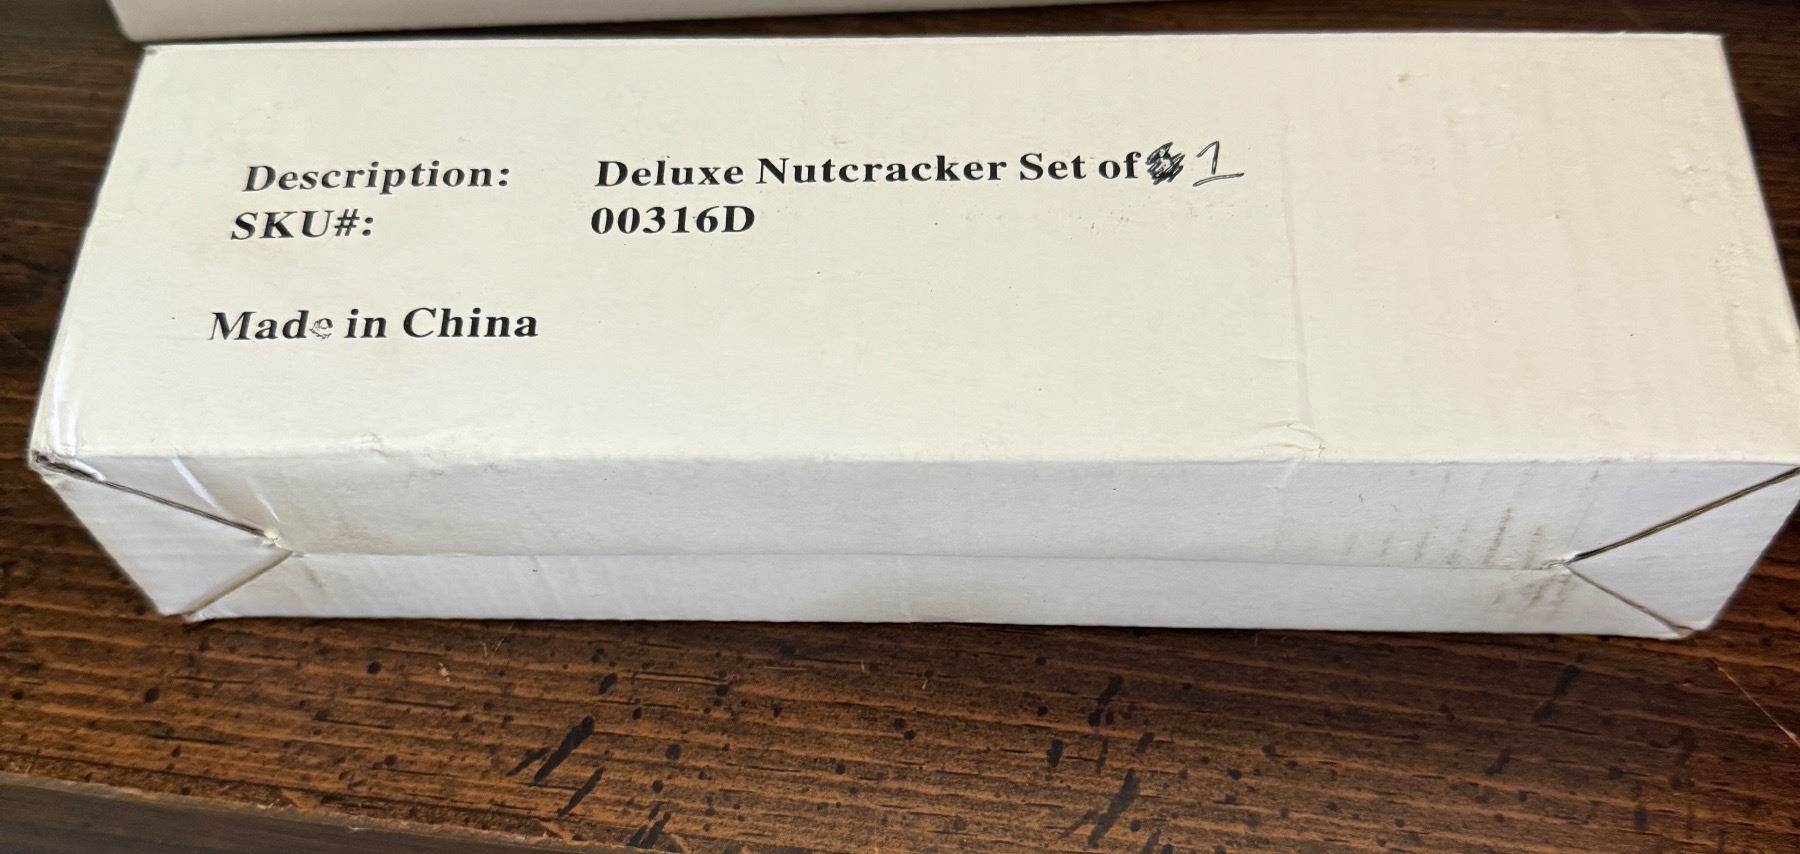 Description: Deluxe Nutcracker Set of 1
SKU#: 00316D
Made in China